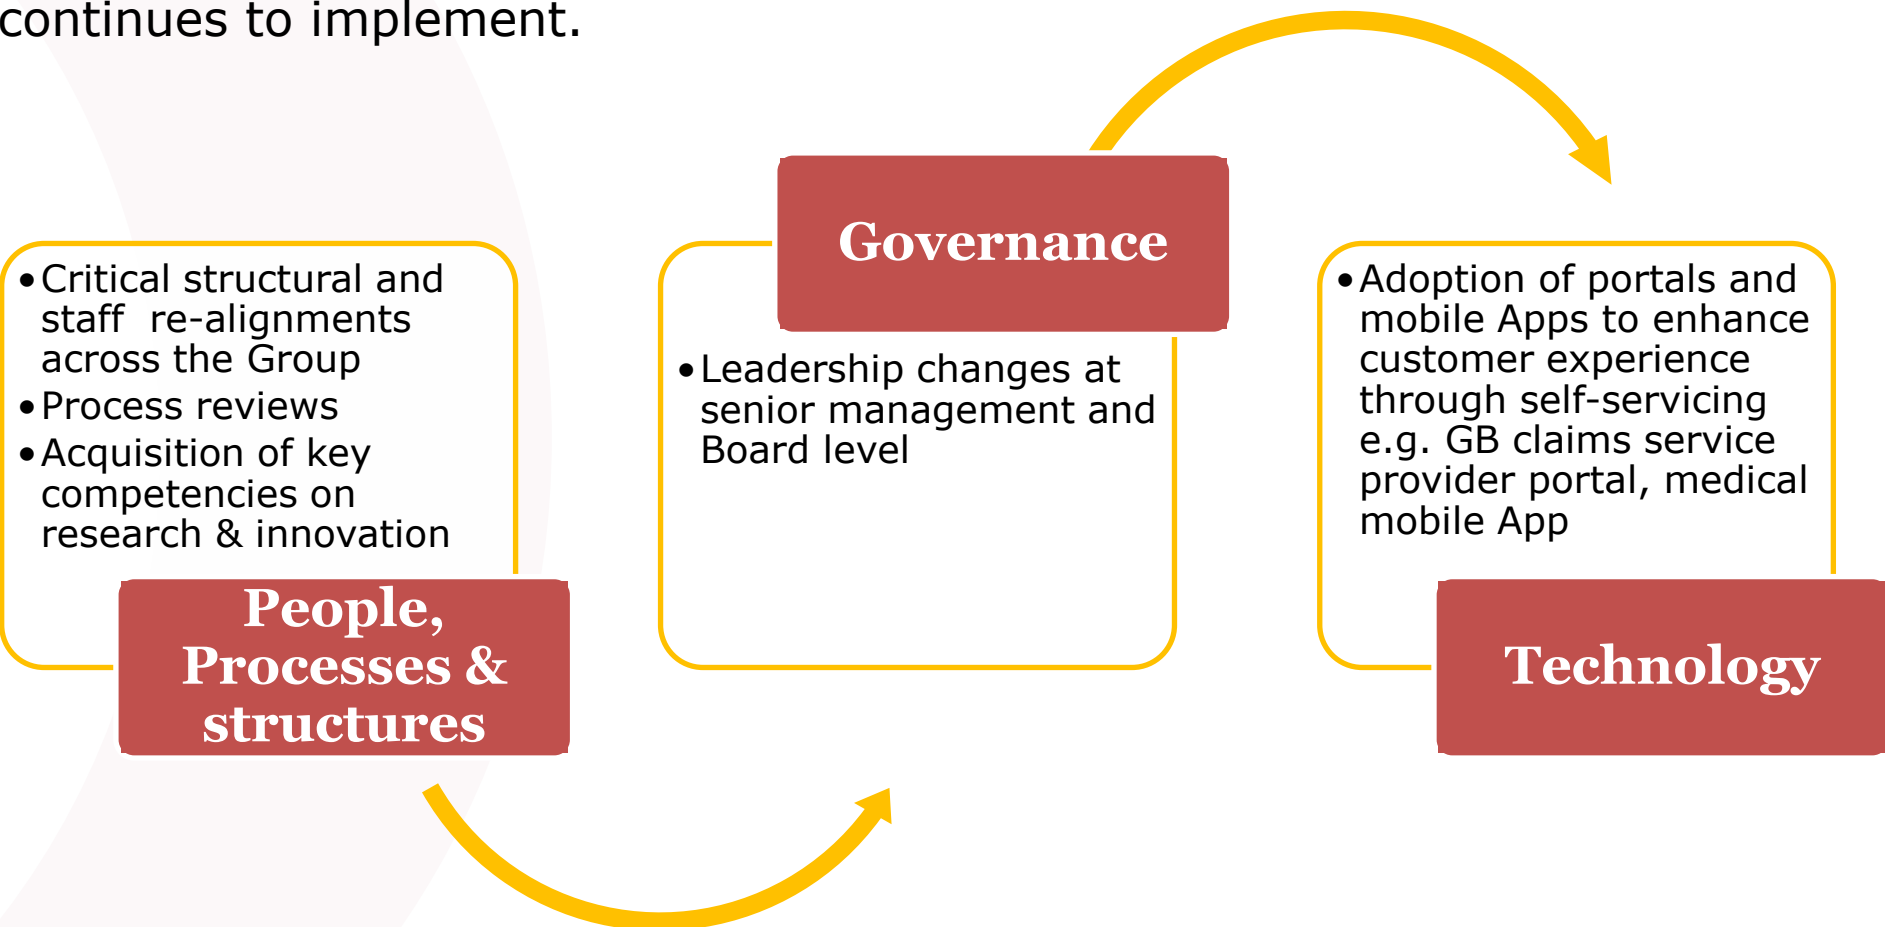 continues to implement.
•Critical structural and
staff  re-alignments
across the Group
•Process reviews
•Acquisition of key
competencies on
research & innovation
People,
Processes &
structures
Governance
•Leadership changes at
senior management and
Board level
•Adoption of portals and
mobile Apps to enhance
customer experience
through self-servicing
e.g. GB claims service
provider portal, medical
mobile App
Technology